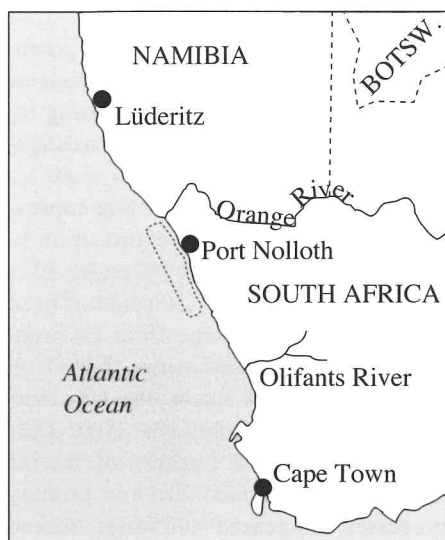 NAMIBIA
BOTSW.
Lüderitz
Orange River
Port Nolloth
SOUTH AFRICA
Atlantic
Ocean
Olifants River
Cape Town